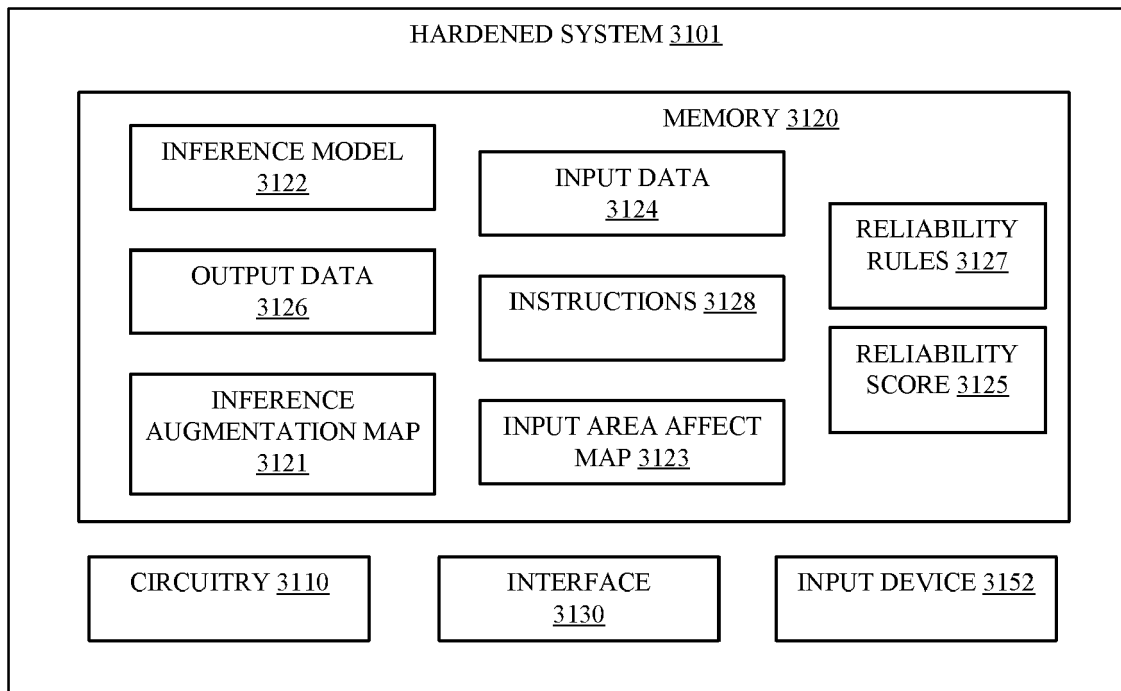 HARDENED SYSTEM 3101
MEMORY 3120
INFERENCE MODEL
3122
INPUT DATA
3124
RELIABILITY
RULES 3127
OUTPUT DATA
3126
INSTRUCTIONS 3128
RELIABILITY
SCORE 3125
INFERENCE
AUGMENTATION MAP
3121
INPUT AREA AFFECT
MAP 3123
CIRCUITRY 3110
INTERFACE
3130
INPUT DEVICE 3152